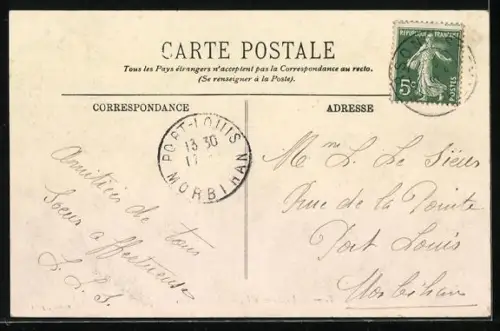 CARTE POSTALE
Tous les Pays étrangers n'acceptent pas la Correspondance au recto.
(Se renseigner à la Poste).
REPUBLIQUE FRANÇAISE
5c
POSTES
CORRESPONDANCE
ADRESSE
PORT-LOUIS
13 30
MORBIHAN
Amitiés de tous
Soeur affectueuse
Mme L. Le Sieur
Rue de la Pointe
Port Louis
Morbihan